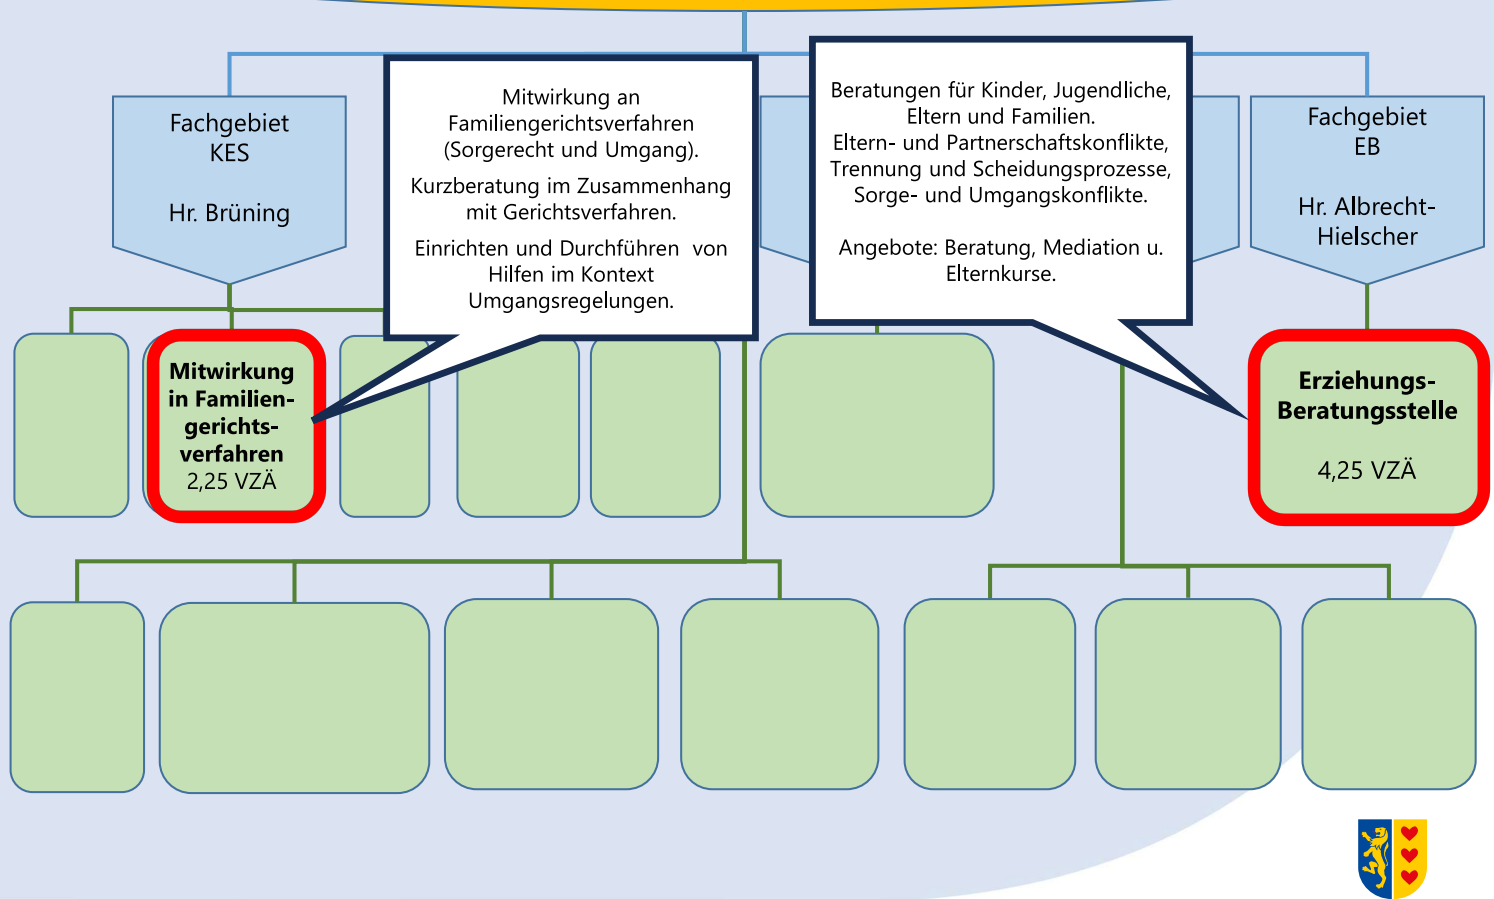 Fachgebiet
KES
Hr. Brüning
Mitwirkung an
Familiengerichtsverfahren
(Sorgerecht und Umgang).
Kurzberatung im Zusammenhang
mit Gerichtsverfahren.
Einrichten und Durchführen von
Hilfen im Kontext
Umgangsregelungen.
Beratungen für Kinder, Jugendliche,
Eltern und Familien.
Eltern- und Partnerschaftskonflikte,
Trennung und Scheidungsprozesse,
Sorge- und Umgangskonflikte.
Angebote: Beratung, Mediation u.
Elternkurse.
Fachgebiet
EB
Hr. Albrecht-
Hielscher
Mitwirkung
in Familien-
gerichts-
verfahren
2,25 VZÄ
Erziehungs-
Beratungsstelle
4,25 VZÄ